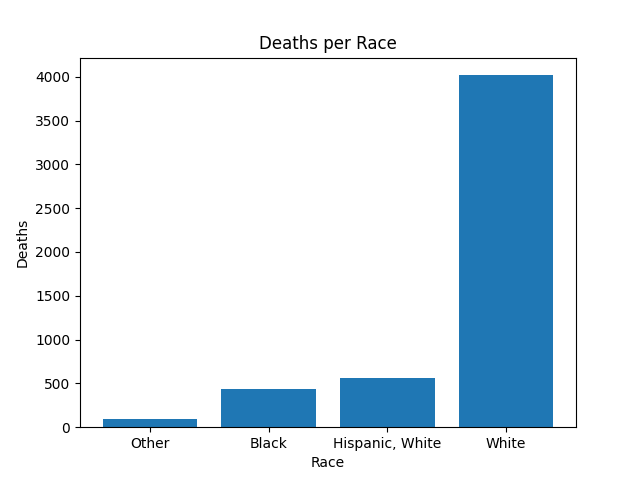 Deaths per Race
4000
3500
3000
2500
2000
1500
1000
500
0
Deaths
Other
Black
Hispanic, White
White
Race